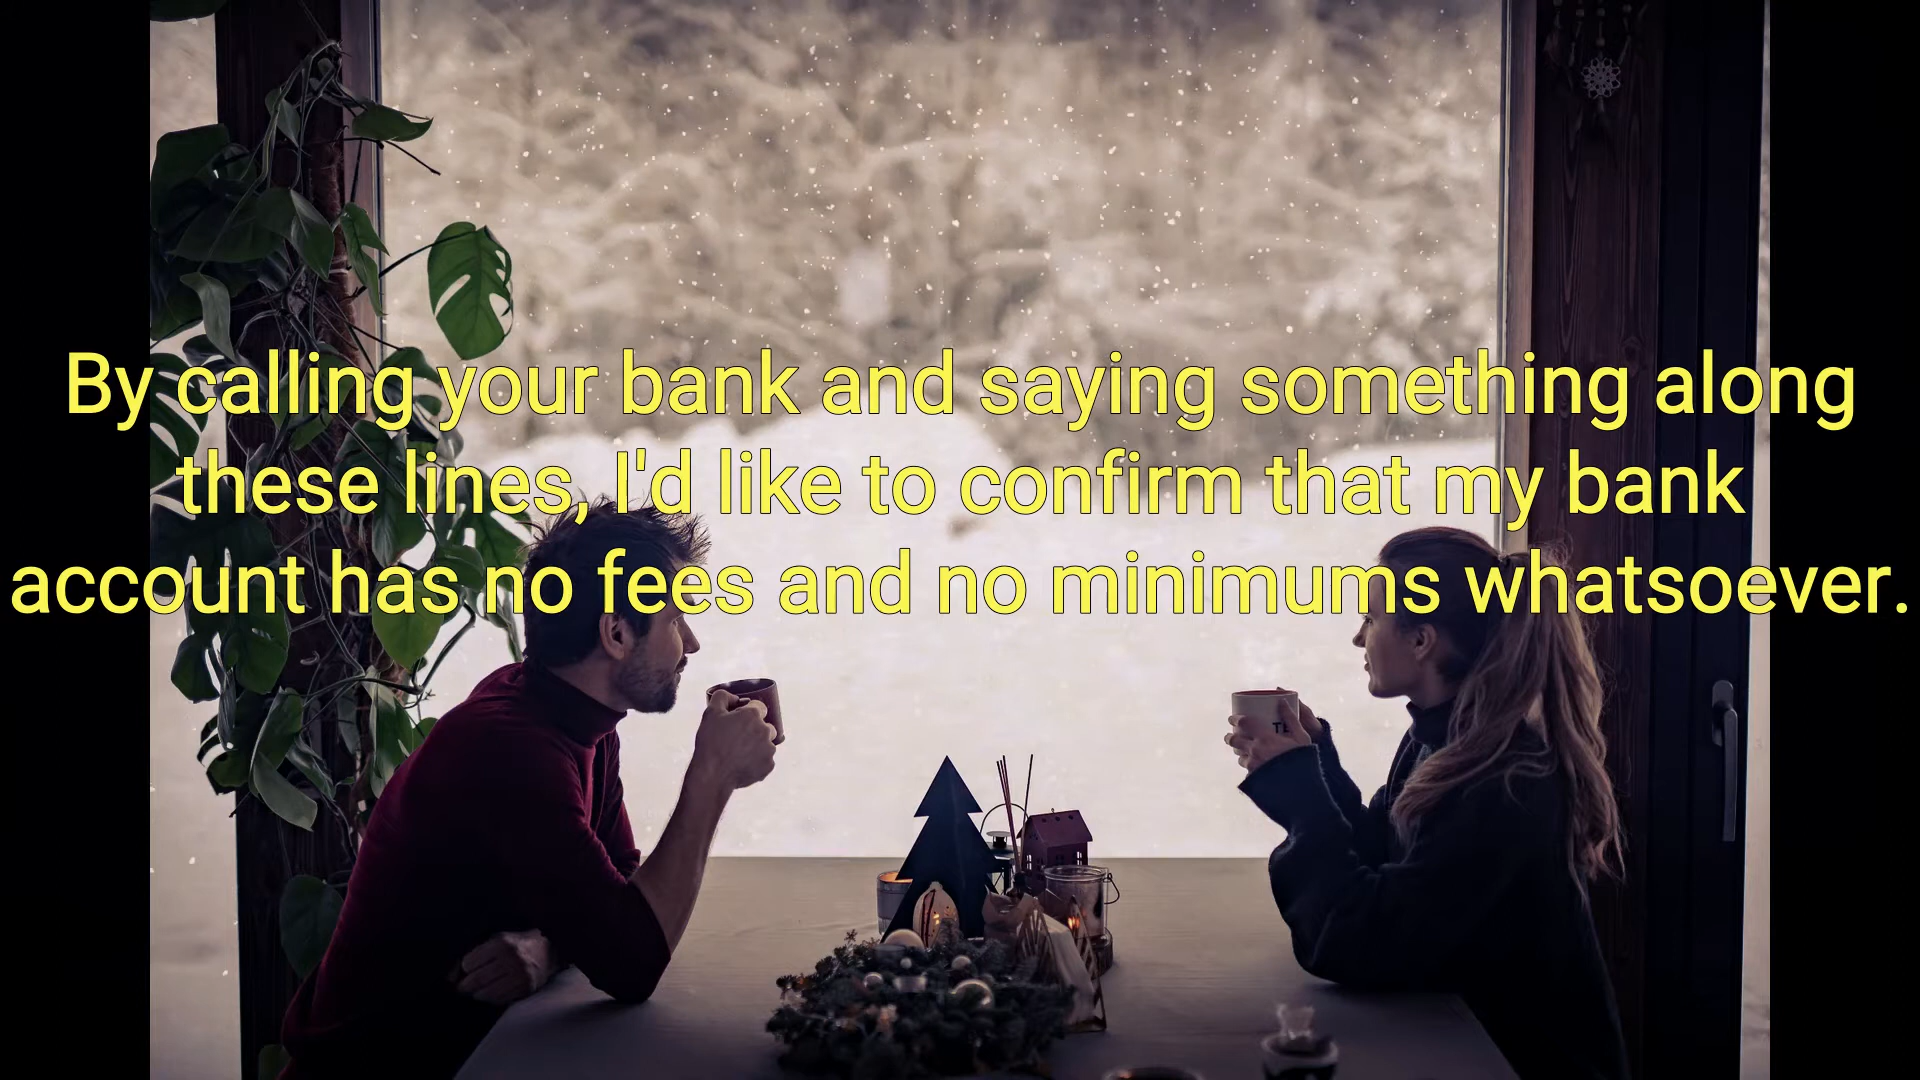 By calling your bank and saying something along
these lines, I'd like to confirm that my bank
account has no fees and no minimums whatsoever.